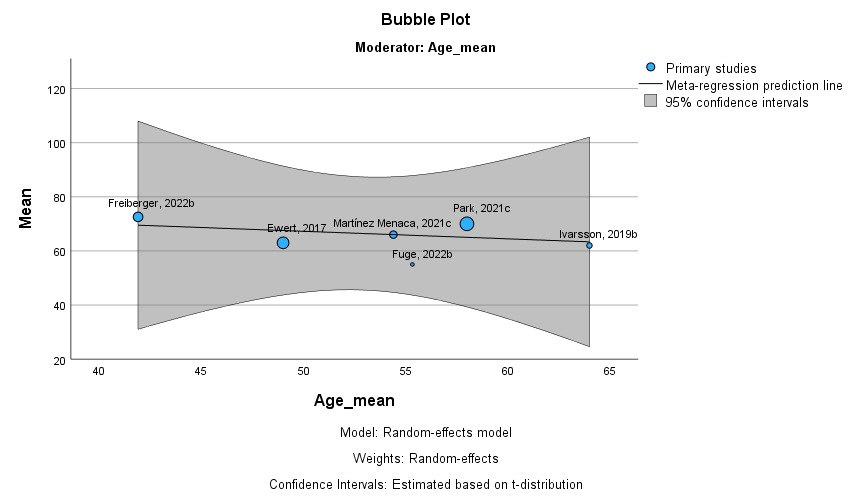 Bubble Plot
Moderator: Age_mean
Primary studies
Meta-regression prediction line
95% confidence intervals
Mean
120
100
80
60
40
20
Freiberger, 2022b
Ewert, 2017
Martínez Menaca, 2021c
Park, 2021c
Fuge, 2022b
Ivarsson, 2019b
40 45 50 55 60 65
Age_mean
Model: Random-effects model
Weights: Random-effects
Confidence Intervals: Estimated based on t-distribution